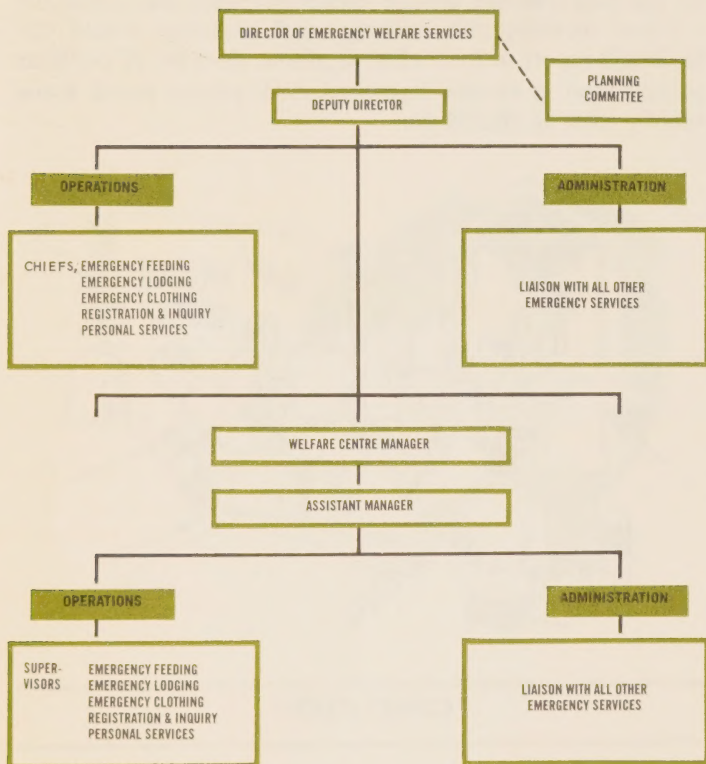 DIRECTOR OF EMERGENCY WELFARE SERVICES
PLANNING
COMMITTEE
DEPUTY DIRECTOR
OPERATIONS
ADMINISTRATION
CHIEFS, EMERGENCY FEEDING
EMERGENCY LODGING
EMERGENCY CLOTHING
REGISTRATION & INQUIRY
PERSONAL SERVICES
LIAISON WITH ALL OTHER
EMERGENCY SERVICES
WELFARE CENTRE MANAGER
ASSISTANT MANAGER
OPERATIONS
ADMINISTRATION
SUPER- EMERGENCY FEEDING
VISORS EMERGENCY LODGING
EMERGENCY CLOTHING
REGISTRATION & INQUIRY
PERSONAL SERVICES
LIAISON WITH ALL OTHER
EMERGENCY SERVICES